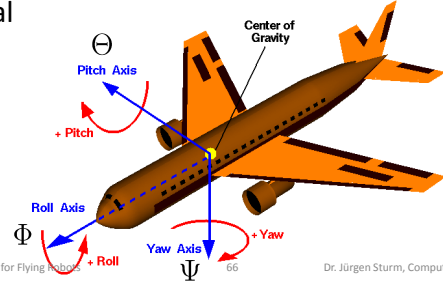 al
Θ
Center of
Gravity
Pitch Axis
+ Pitch
Roll Axis
Φ
+ Roll
Yaw Axis
+ Yaw
Ψ
for Flying Robots
66
Dr. Jürgen Sturm, Comput